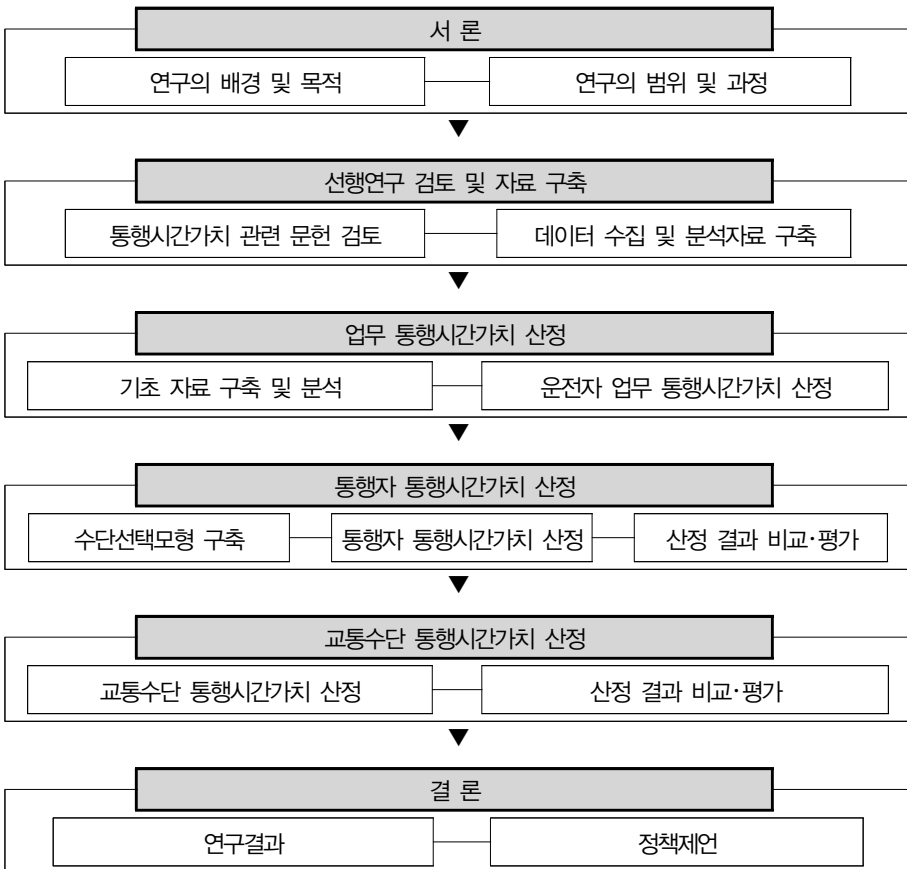 서 론
연구의 배경 및 목적
연구의 범위 및 과정
▼
선행연구 검토 및 자료 구축
통행시간가치 관련 문헌 검토
데이터 수집 및 분석자료 구축
▼
업무 통행시간가치 산정
기초 자료 구축 및 분석
운전자 업무 통행시간가치 산정
▼
통행자 통행시간가치 산정
수단선택모형 구축
통행자 통행시간가치 산정
산정 결과 비교·평가
▼
교통수단 통행시간가치 산정
교통수단 통행시간가치 산정
산정 결과 비교·평가
▼
결 론
연구결과
정책제언